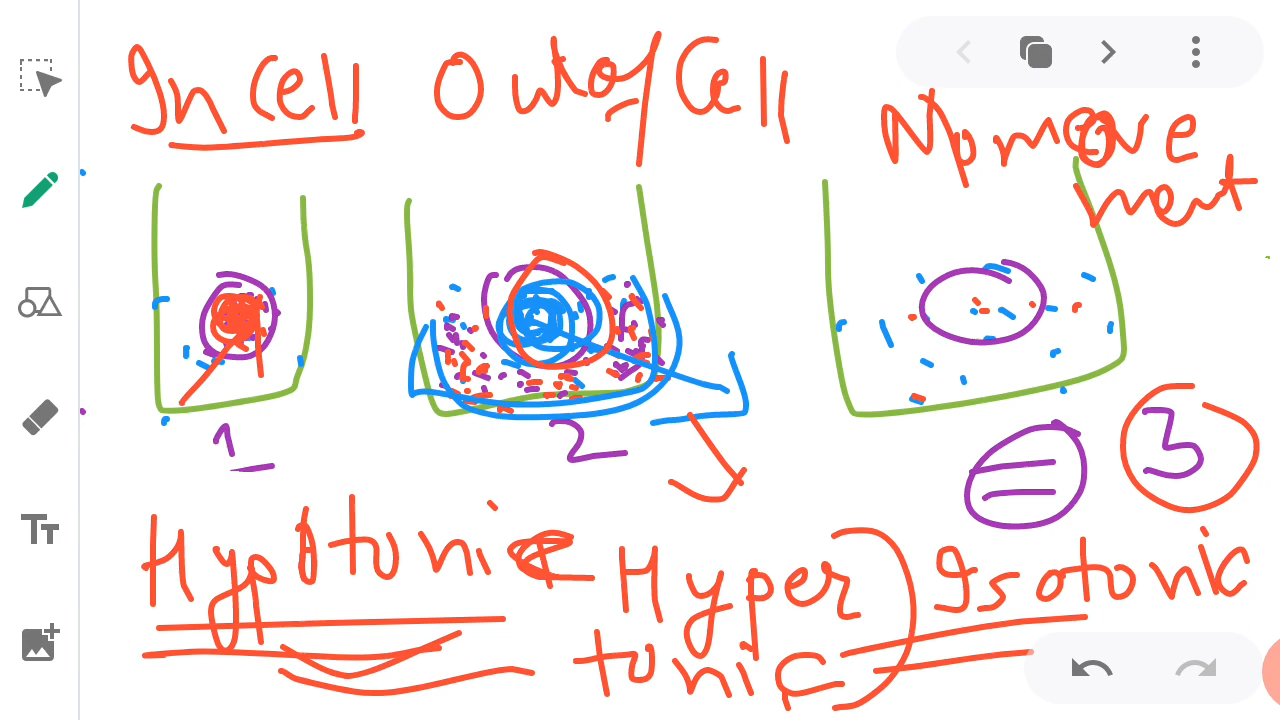 In Cell Out of Cell No move
ment
1 2 = 3
Hypotonic Hyper Isotonic
tonic